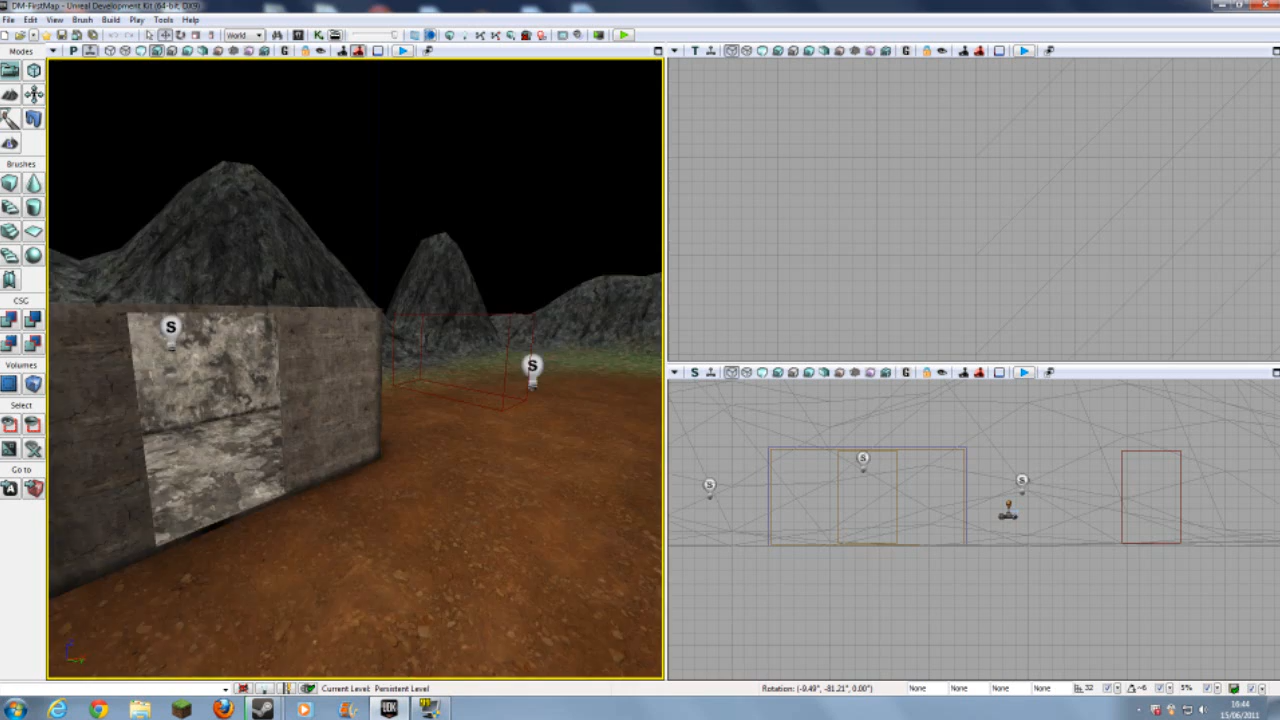 DM-FirstMap - Unreal Development Kit (64-bit, DX9)
File Edit View Brush Build Play Tools Help
World
Modes
P
G
T
G
Brushes
CSG
Volumes
Select
Go to
S
S
S
G
S
S
S
Current Level: Persistent Level
Rotation: (-9.49°, -81.21°, 0.00°)
None None None None
32
5%
UDK
16:44
15/06/2011